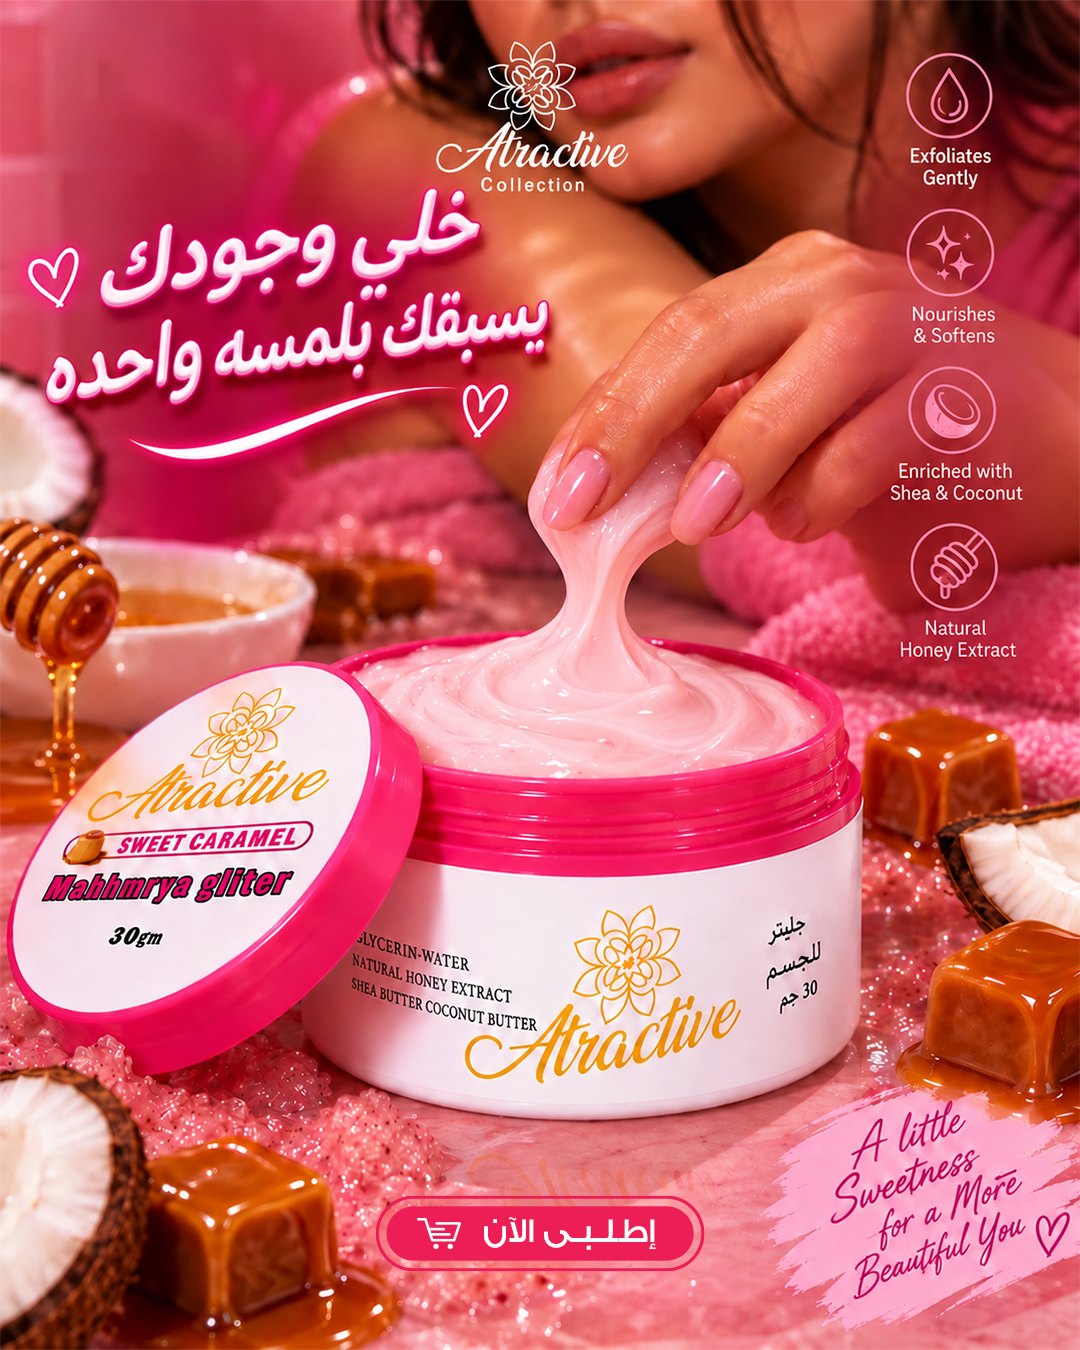 Atractive
Collection
خلي وجودك
يسبقك بلمسه واحده
Exfoliates
Gently
Nourishes
& Softens
Enriched with
Shea & Coconut
Natural
Honey Extract
Atractive
SWEET CARAMEL
Mahhmrya gliter
30gm
GLYCERIN-WATER
NATURAL HONEY EXTRACT
SHEA BUTTER COCONUT BUTTER
Atractive
جليتر
للجسم
30 جم
A little
Sweetness
for a More
Beautiful You
إطلبي الآن